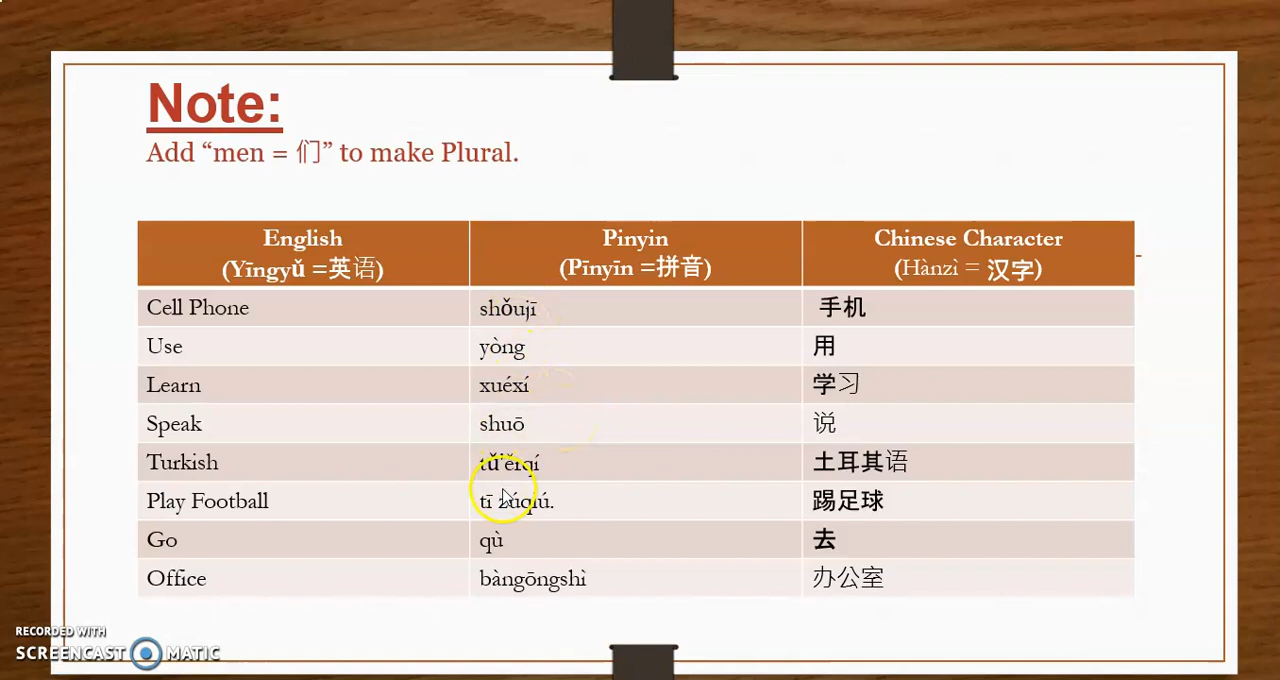 Note:
Add “men = 们” to make Plural.
English
(Yīngyǔ =英语)
Pinyin
(Pīnyīn =拼音)
Chinese Character
(Hànzì = 汉字)
Cell Phone shǒujī 手机
Use yòng 用
Learn xuéxí 学习
Speak shuō 说
Turkish tǔ'ěrqí 土耳其语
Play Football tī zúqiú. 踢足球
Go qù 去
Office bàngōngshì 办公室
RECORDED WITH
SCREENCAST MATIC